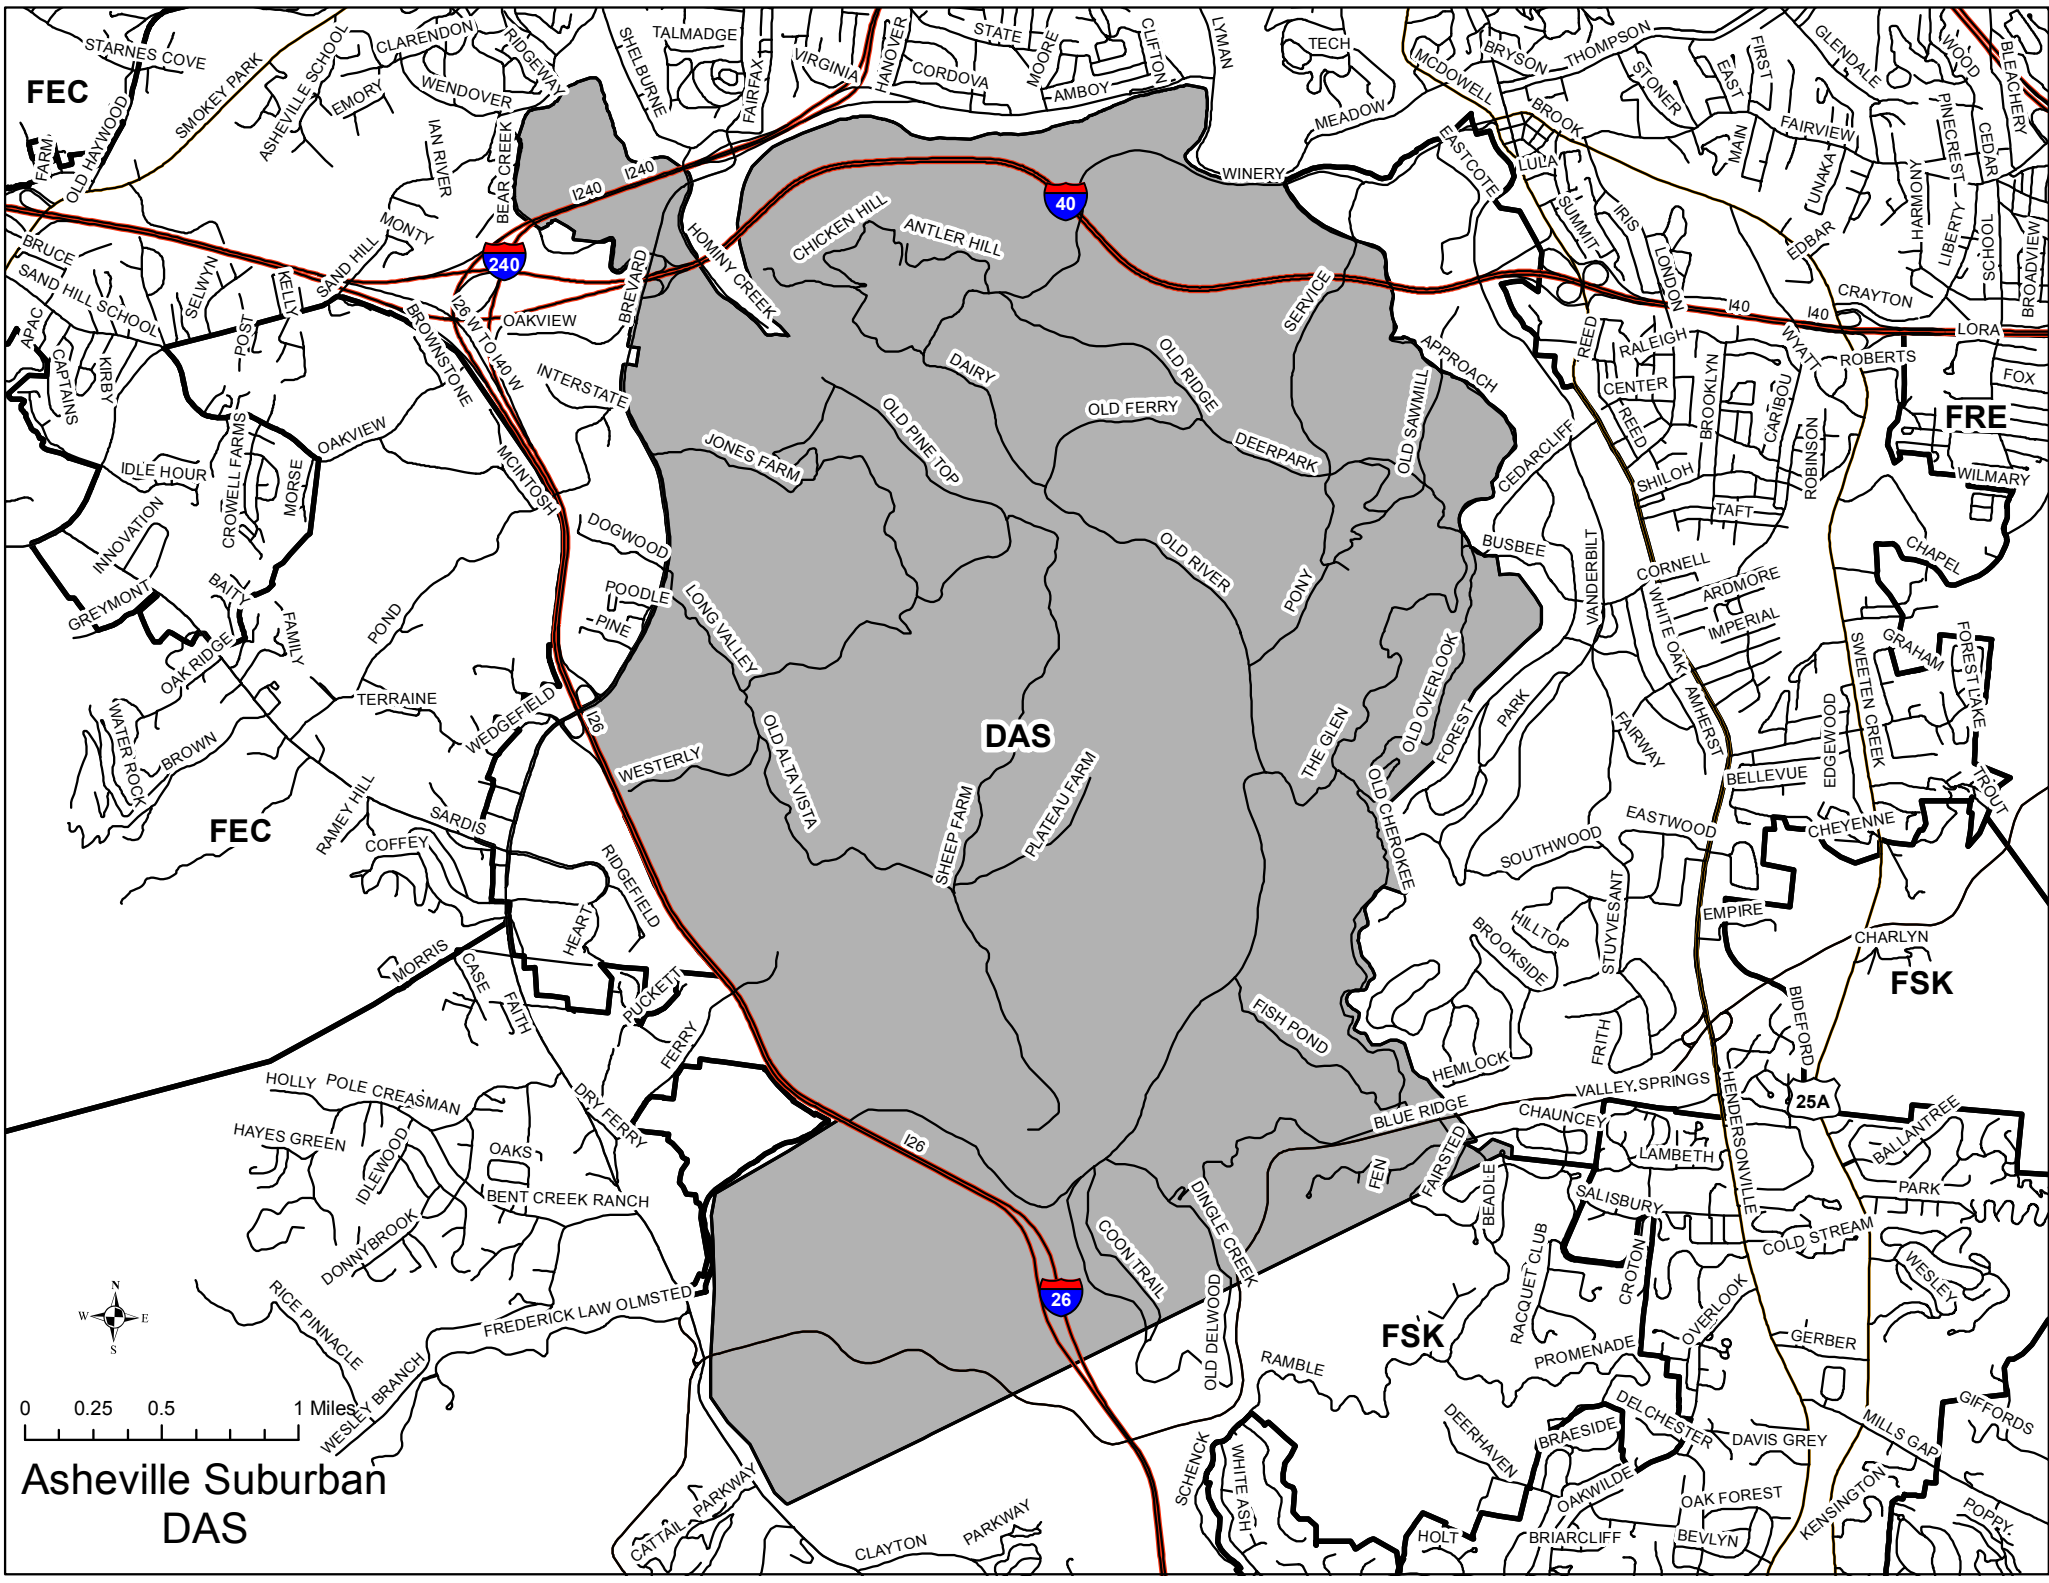 STARNES COVE
CLARENDON
RIDGEWAY
SHELBURNE
TALMADGE
FAIRFAX
VIRGINIA
HANOVER
STATE
MOORE
CORDOVA
CLIFTON
AMBOY
LYMAN
TECH
MEADOW
MCDOWELL
BRYSON
THOMPSON
STONER
EAST
FIRST
GLENDALE
WOOD
BLEACHERY
FEC
SMOKEY PARK
ASHEVILLE SCHOOL
EMORY
WENDOVER
OLD HAYWOOD
FARM
IAN RIVER
BEAR CREEK
I240
I240
BROOK
EASTCOTE
LULA
MAIN
FAIRVIEW
UNAKA
PINECREST
CEDAR
HARMONY
LIBERTY
SCHOOL
BROADVIEW
WINERY
SUMMIT
IRIS
EDBAR
LONDON
CRAYTON
LORA
I40
I40
WYATT
ROBERTS
FOX
BRUCE
SAND HILL SCHOOL
SELWYN
KELLY
SAND HILL
MONTY
240
40
HOMINY CREEK
CHICKEN HILL
ANTLER HILL
BREVARD
OAKVIEW
I26 W TO I40 W
BROWNSTONE
SERVICE
APPROACH
REED
RALEIGH
CENTER
REED
BROOKLYN
CARIBOU
ROBINSON
FRE
WILMARY
APAC
CAPTAINS
KIRBY
POST
CROWELL FARMS
INTERSTATE
DAIRY
OLD RIDGE
OLD FERRY
DEERPARK
OLD SAWMILL
CEDARCLIFF
SHILOH
TAFT
OAKVIEW
JONES FARM
OLD PINE TOP
IDLE HOUR
MORSE
MCINTOSH
INNOVATION
DOGWOOD
POODLE
PINE
OLD RIVER
PONY
BUSBEE
VANDERBILT
CORNELL
ARDMORE
IMPERIAL
CHAPEL
GREYMONT
BAITY
FAMILY
POND
OAK RIDGE
LONG VALLEY
WHITE OAK
AMHERST
SWEETEN CREEK
GRAHAM
FOREST LAKE
TERRAINE
WEDGEFIELD
I26
WATER ROCK
BROWN
WESTERLY
OLD ALTA VISTA
DAS
SHEEP FARM
PLATEAU FARM
THE GLEN
OLD OVERLOOK
FOREST
PARK
FAIRWAY
BELLEVUE
EDGEWOOD
TROUT
FEC
RAMEY HILL
SARDIS
COFFEY
RIDGEFIELD
HEART
OLD CHEROKEE
SOUTHWOOD
EASTWOOD
CHEYENNE
STUYVESANT
EMPIRE
HILLTOP
BROOKSIDE
CHARLYN
FSK
MORRIS
CASE
FAITH
PUCKETT
FERRY
FISH POND
FRITH
BIDEFORD
HEMLOCK
VALLEY SPRINGS
BLUE RIDGE
CHAUNCEY
HENDERSONVILLE
25A
HOLLY
POLE CREASMAN
DRY FERRY
HAYES GREEN
IDLEWOOD
OAKS
BENT CREEK RANCH
DONNYBROOK
I26
FEN
FAIRSTED
BEADLE
LAMBETH
SALISBURY
BALLANTREE
PARK
COLD STREAM
WESLEY
DINGLE CREEK
COON TRAIL
OLD DELWOOD
RACQUET CLUB
CROTON
OVERLOOK
GERBER
26
RICE PINNACLE
FREDERICK LAW OLMSTED
WESLEY BRANCH
FSK
RAMBLE
PROMENADE
DELCHESTER
BRAESIDE
DEERHAVEN
DAVIS GREY
MILLS GAP
GIFFORDS
N
W
E
S
0
0.25
0.5
1 Miles
Asheville Suburban
DAS
CATTAIL
PARKWAY
CLAYTON
PARKWAY
SCHENCK
WHITE ASH
OAKWILDE
OAK FOREST
HOLT
BRIARCLIFF
BEVLYN
KENSINGTON
POPPY